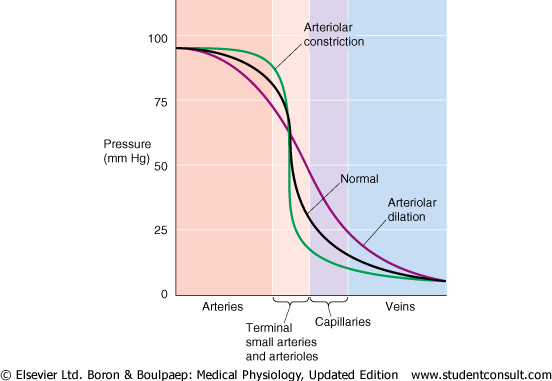 Arteriolar
constriction
100
75
Pressure
(mm Hg)
50
Normal
Arteriolar
dilation
25
0
Arteries
Terminal
small arteries
and arterioles
Capillaries
Veins
© Elsevier Ltd. Boron & Boulpaep: Medical Physiology, Updated Edition www.studentconsult.com